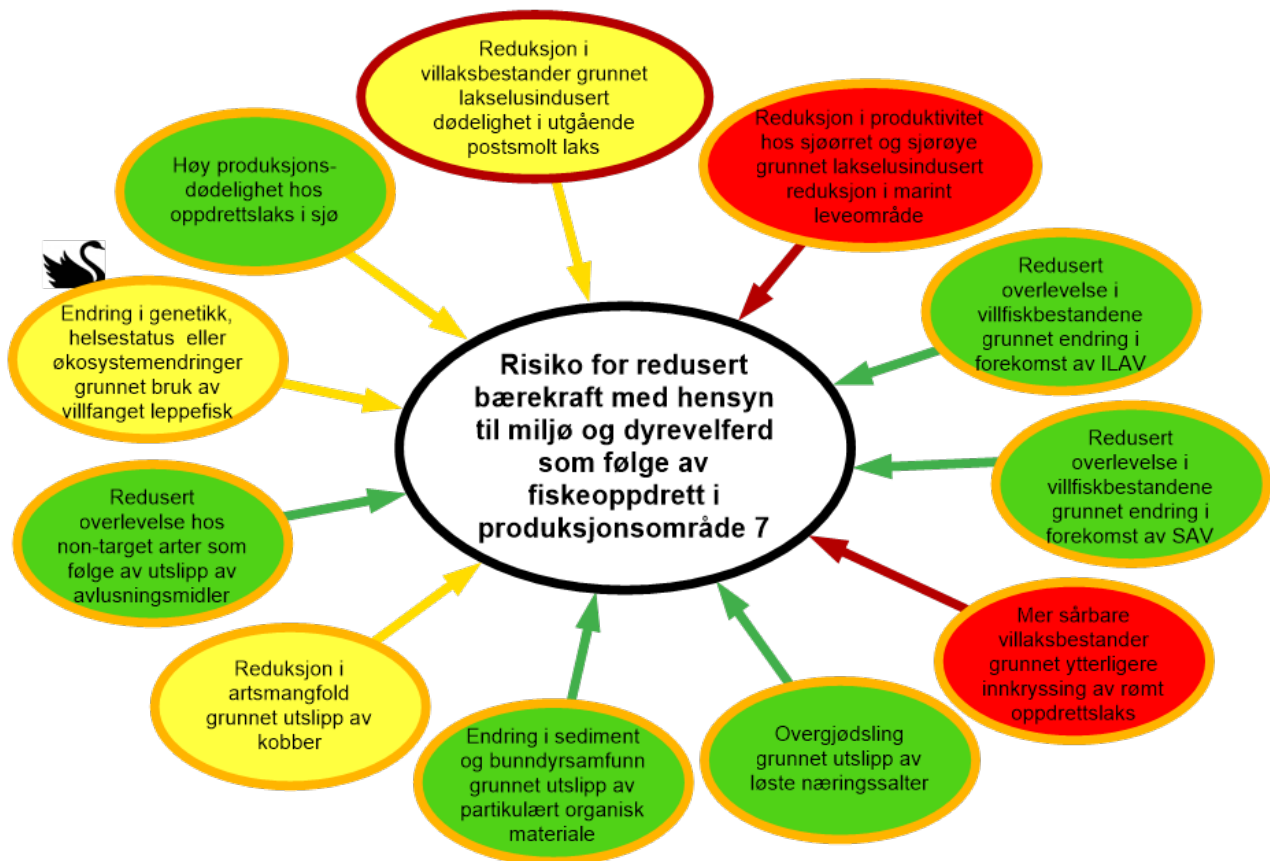 Reduksjon i
villaksbestander grunnet
lakselusindusert
dødelighet i utgående
postsmolt laks
Reduksjon i produktivitet
hos sjøørret og sjørøye
grunnet lakselusindusert
reduksjon i marint
leveområde
Høy produksjons-
dødelighet hos
oppdrettslaks i sjø
Redusert
overlevelse i
villfiskbestandene
grunnet endring i
forekomst av ILAV
Endring i genetikk,
helsestatus eller
økosystemendringer
grunnet bruk av
villfanget leppefisk
Risiko for redusert
bærekraft med hensyn
til miljø og dyrevelferd
som følge av
fiskeoppdrett i
produksjonsområde 7
Redusert
overlevelse i
villfiskbestandene
grunnet endring i
forekomst av SAV
Redusert
overlevelse hos
non-target arter som
følge av utslipp av
avlusningsmidler
Mer sårbare
villaksbestander
grunnet ytterligere
innkryssing av rømt
oppdrettslaks
Reduksjon i
artsmangfold
grunnet utslipp av
kobber
Endring i sediment
og bunndyrsamfunn
grunnet utslipp av
partikulært organisk
materiale
Overgjødsling
grunnet utslipp av
løste næringssalter